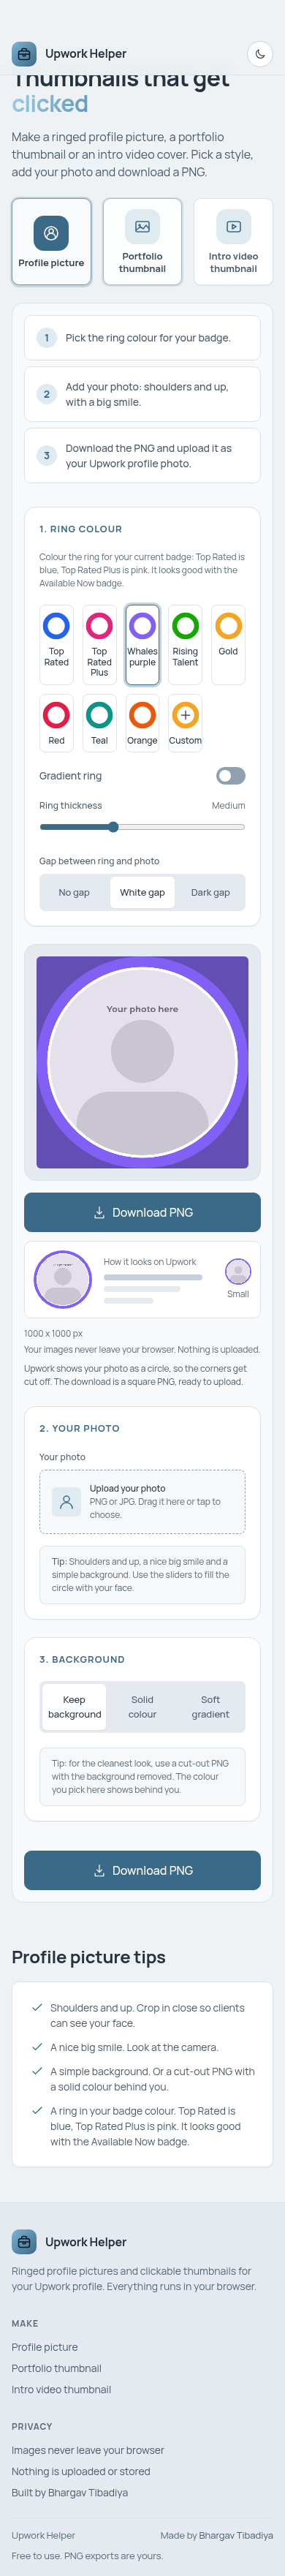 Upwork Helper
Thumbnails that get
clicked
Make a ringed profile picture, a portfolio
thumbnail or an intro video cover. Pick a style,
add your photo and download a PNG.
Profile picture
Portfolio
thumbnail
Intro video
thumbnail
1 Pick the ring colour for your badge.
2 Add your photo: shoulders and up,
with a big smile.
3 Download the PNG and upload it as
your Upwork profile photo.
1. RING COLOUR
Colour the ring for your current badge: Top Rated is
blue, Top Rated Plus is pink. It looks good with the
Available Now badge.
Top
Rated
Top
Rated
Plus
Whales
purple
Rising
Talent
Gold
Red
Teal
Orange
Custom
Gradient ring
Ring thickness Medium
Gap between ring and photo
No gap White gap Dark gap
Your photo here
Download PNG
How it looks on Upwork
Small
1000 x 1000 px
Your images never leave your browser. Nothing is uploaded.
Upwork shows your photo as a circle, so the corners get
cut off. The download is a square PNG, ready to upload.
2. YOUR PHOTO
Your photo
Upload your photo
PNG or JPG. Drag it here or tap to
choose.
Tip: Shoulders and up, a nice big smile and a
simple background. Use the sliders to fill the
circle with your face.
3. BACKGROUND
Keep
background
Solid
colour
Soft
gradient
Tip: for the cleanest look, use a cut-out PNG
with the background removed. The colour
you pick here shows behind you.
Download PNG
Profile picture tips
Shoulders and up. Crop in close so clients
can see your face.
A nice big smile. Look at the camera.
A simple background. Or a cut-out PNG with
a solid colour behind you.
A ring in your badge colour. Top Rated is
blue, Top Rated Plus is pink. It looks good
with the Available Now badge.
Upwork Helper
Ringed profile pictures and clickable thumbnails for
your Upwork profile. Everything runs in your browser.
MAKE
Profile picture
Portfolio thumbnail
Intro video thumbnail
PRIVACY
Images never leave your browser
Nothing is uploaded or stored
Built by Bhargav Tibadiya
Upwork Helper Made by Bhargav Tibadiya
Free to use. PNG exports are yours.